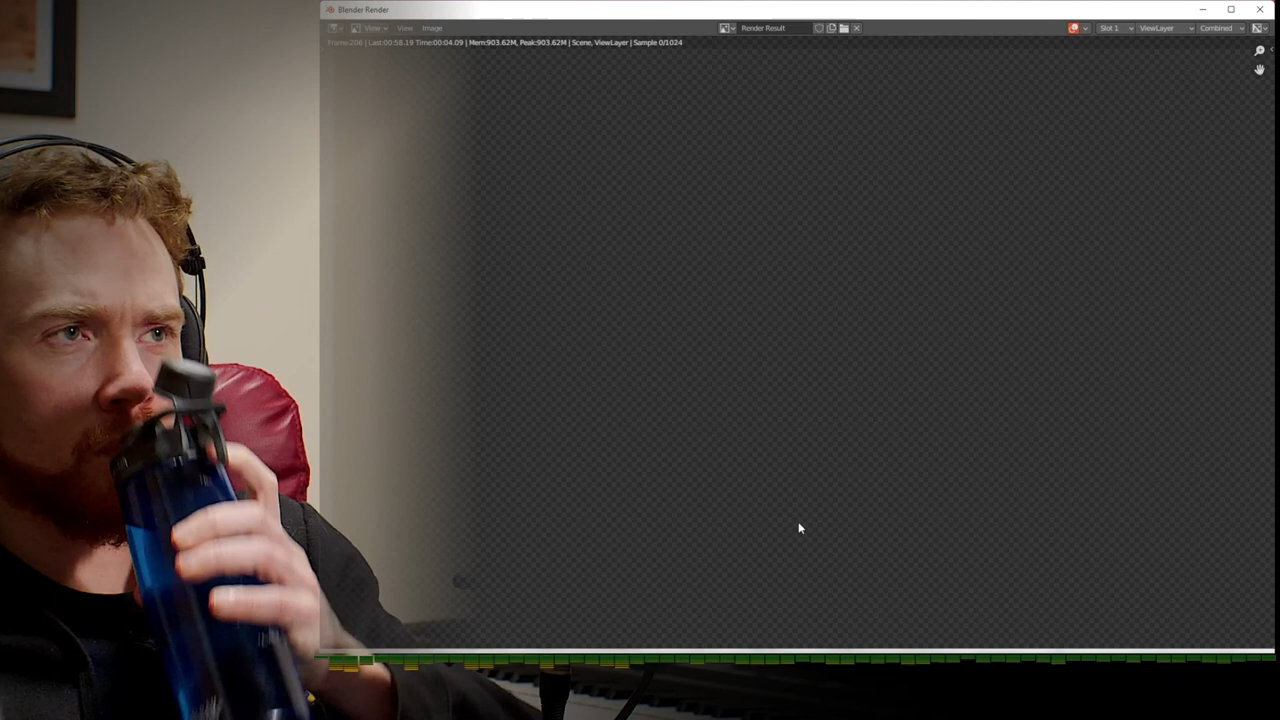 Blender Render
View View Image Render Result Slot 1 ViewLayer Combined
Frame:206 | Last:00:58.19 Time:00:04.09 | Mem:903.62M, Peak:903.62M | Scene, ViewLayer | Sample 0/1024